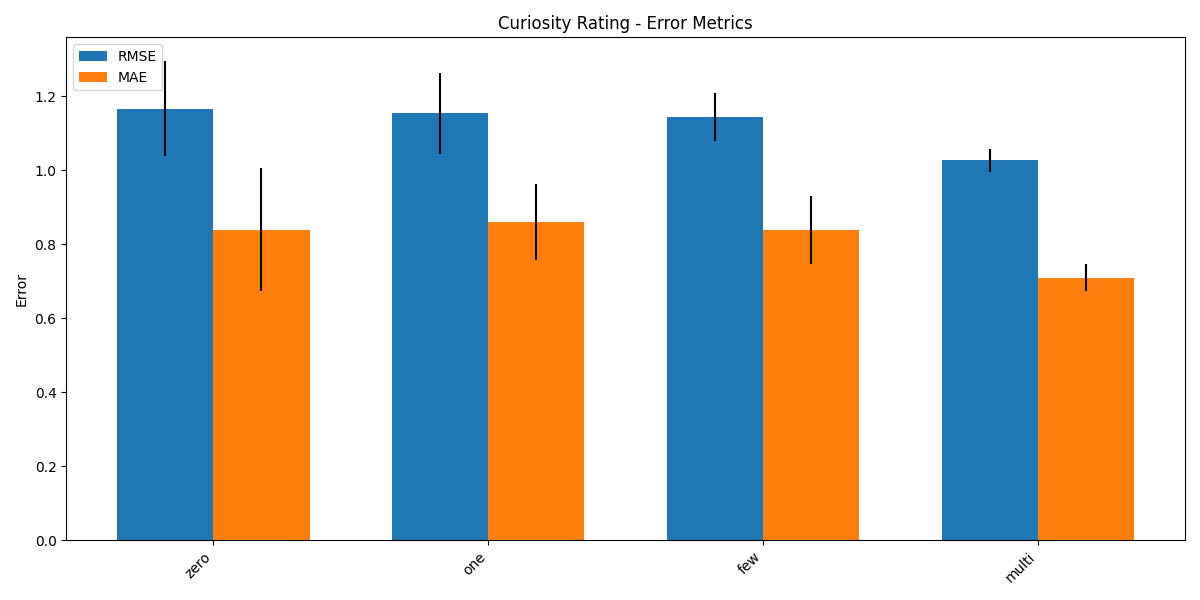 Curiosity Rating - Error Metrics
RMSE
MAE
Error
1.2
1.0
0.8
0.6
0.4
0.2
0.0
zero
one
few
multi